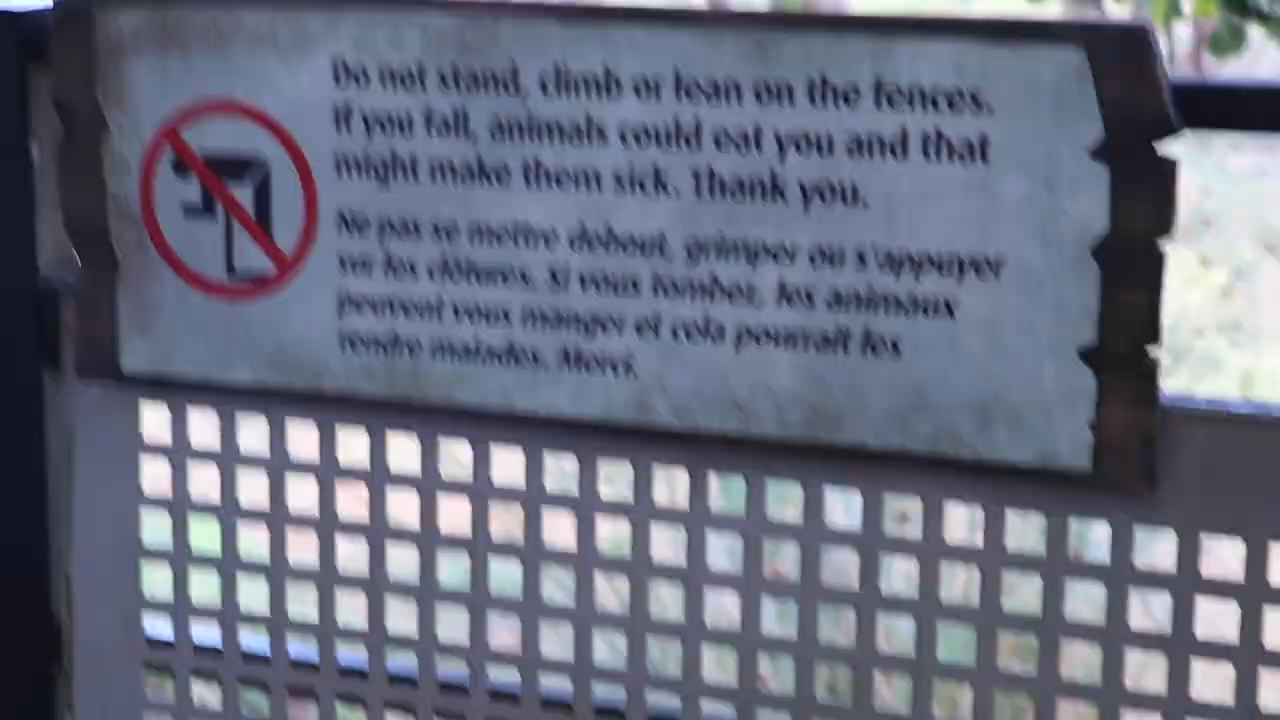 Do not stand, climb or lean on the fences.
If you fall, animals could eat you and that
might make them sick. Thank you.
Ne pas se mettre debout, grimper ou s'appuyer
sur les clôtures. Si vous tombez, les animaux
peuvent vous manger et cela pourrait les
rendre malades. Merci.